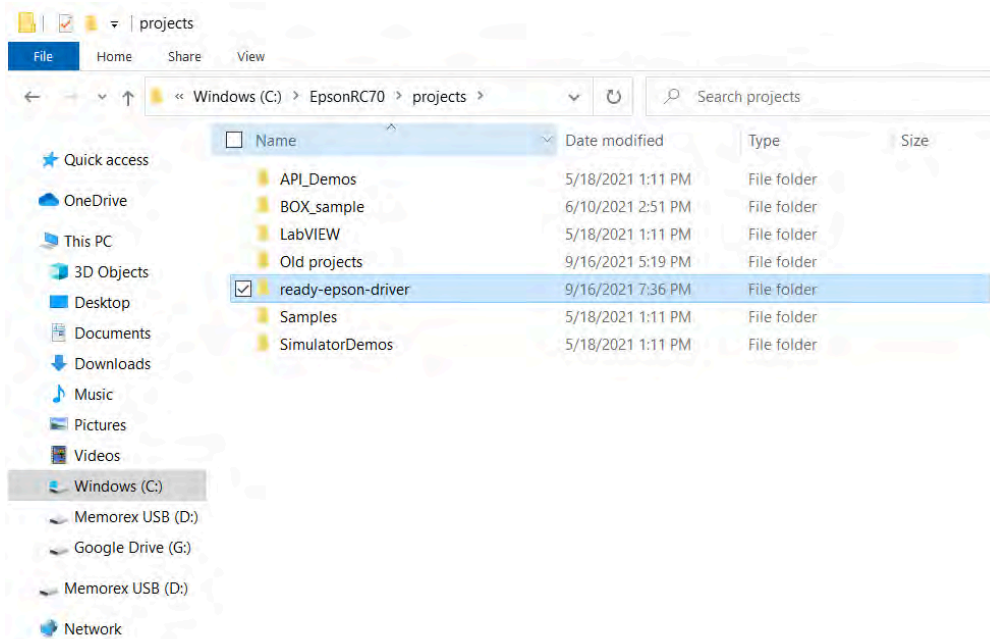 projects
File Home Share View
« Windows (C:) > EpsonRC70 > projects > Search projects
Name Date modified Type Size
Quick access
API_Demos 5/18/2021 1:11 PM File folder
OneDrive
BOX_sample 6/10/2021 2:51 PM File folder
This PC
LabVIEW 5/18/2021 1:11 PM File folder
3D Objects
Old projects 9/16/2021 5:19 PM File folder
Desktop
ready-epson-driver 9/16/2021 7:36 PM File folder
Documents
Samples 5/18/2021 1:11 PM File folder
Downloads
SimulatorDemos 5/18/2021 1:11 PM File folder
Music
Pictures
Videos
Windows (C:)
Memorex USB (D:)
Google Drive (G:)
Memorex USB (D:)
Network